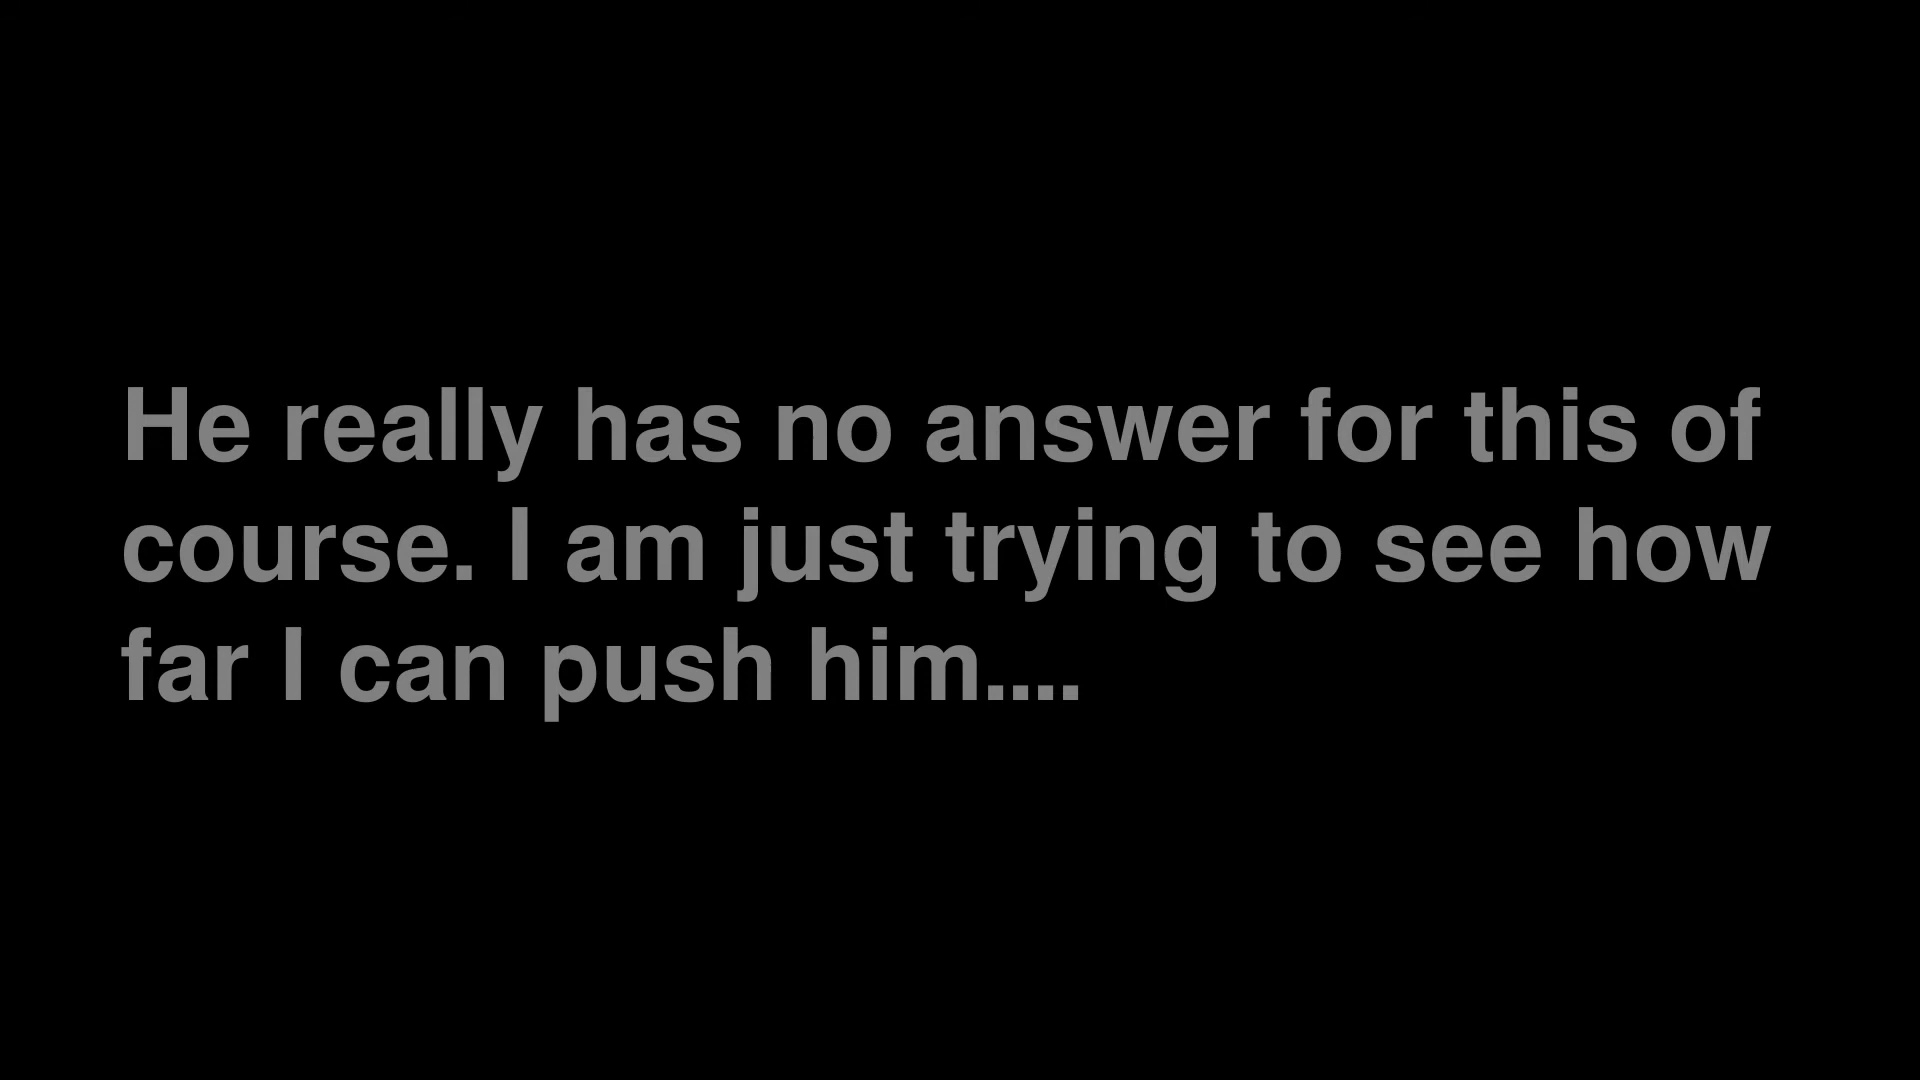 He really has no answer for this of
course. I am just trying to see how
far I can push him....